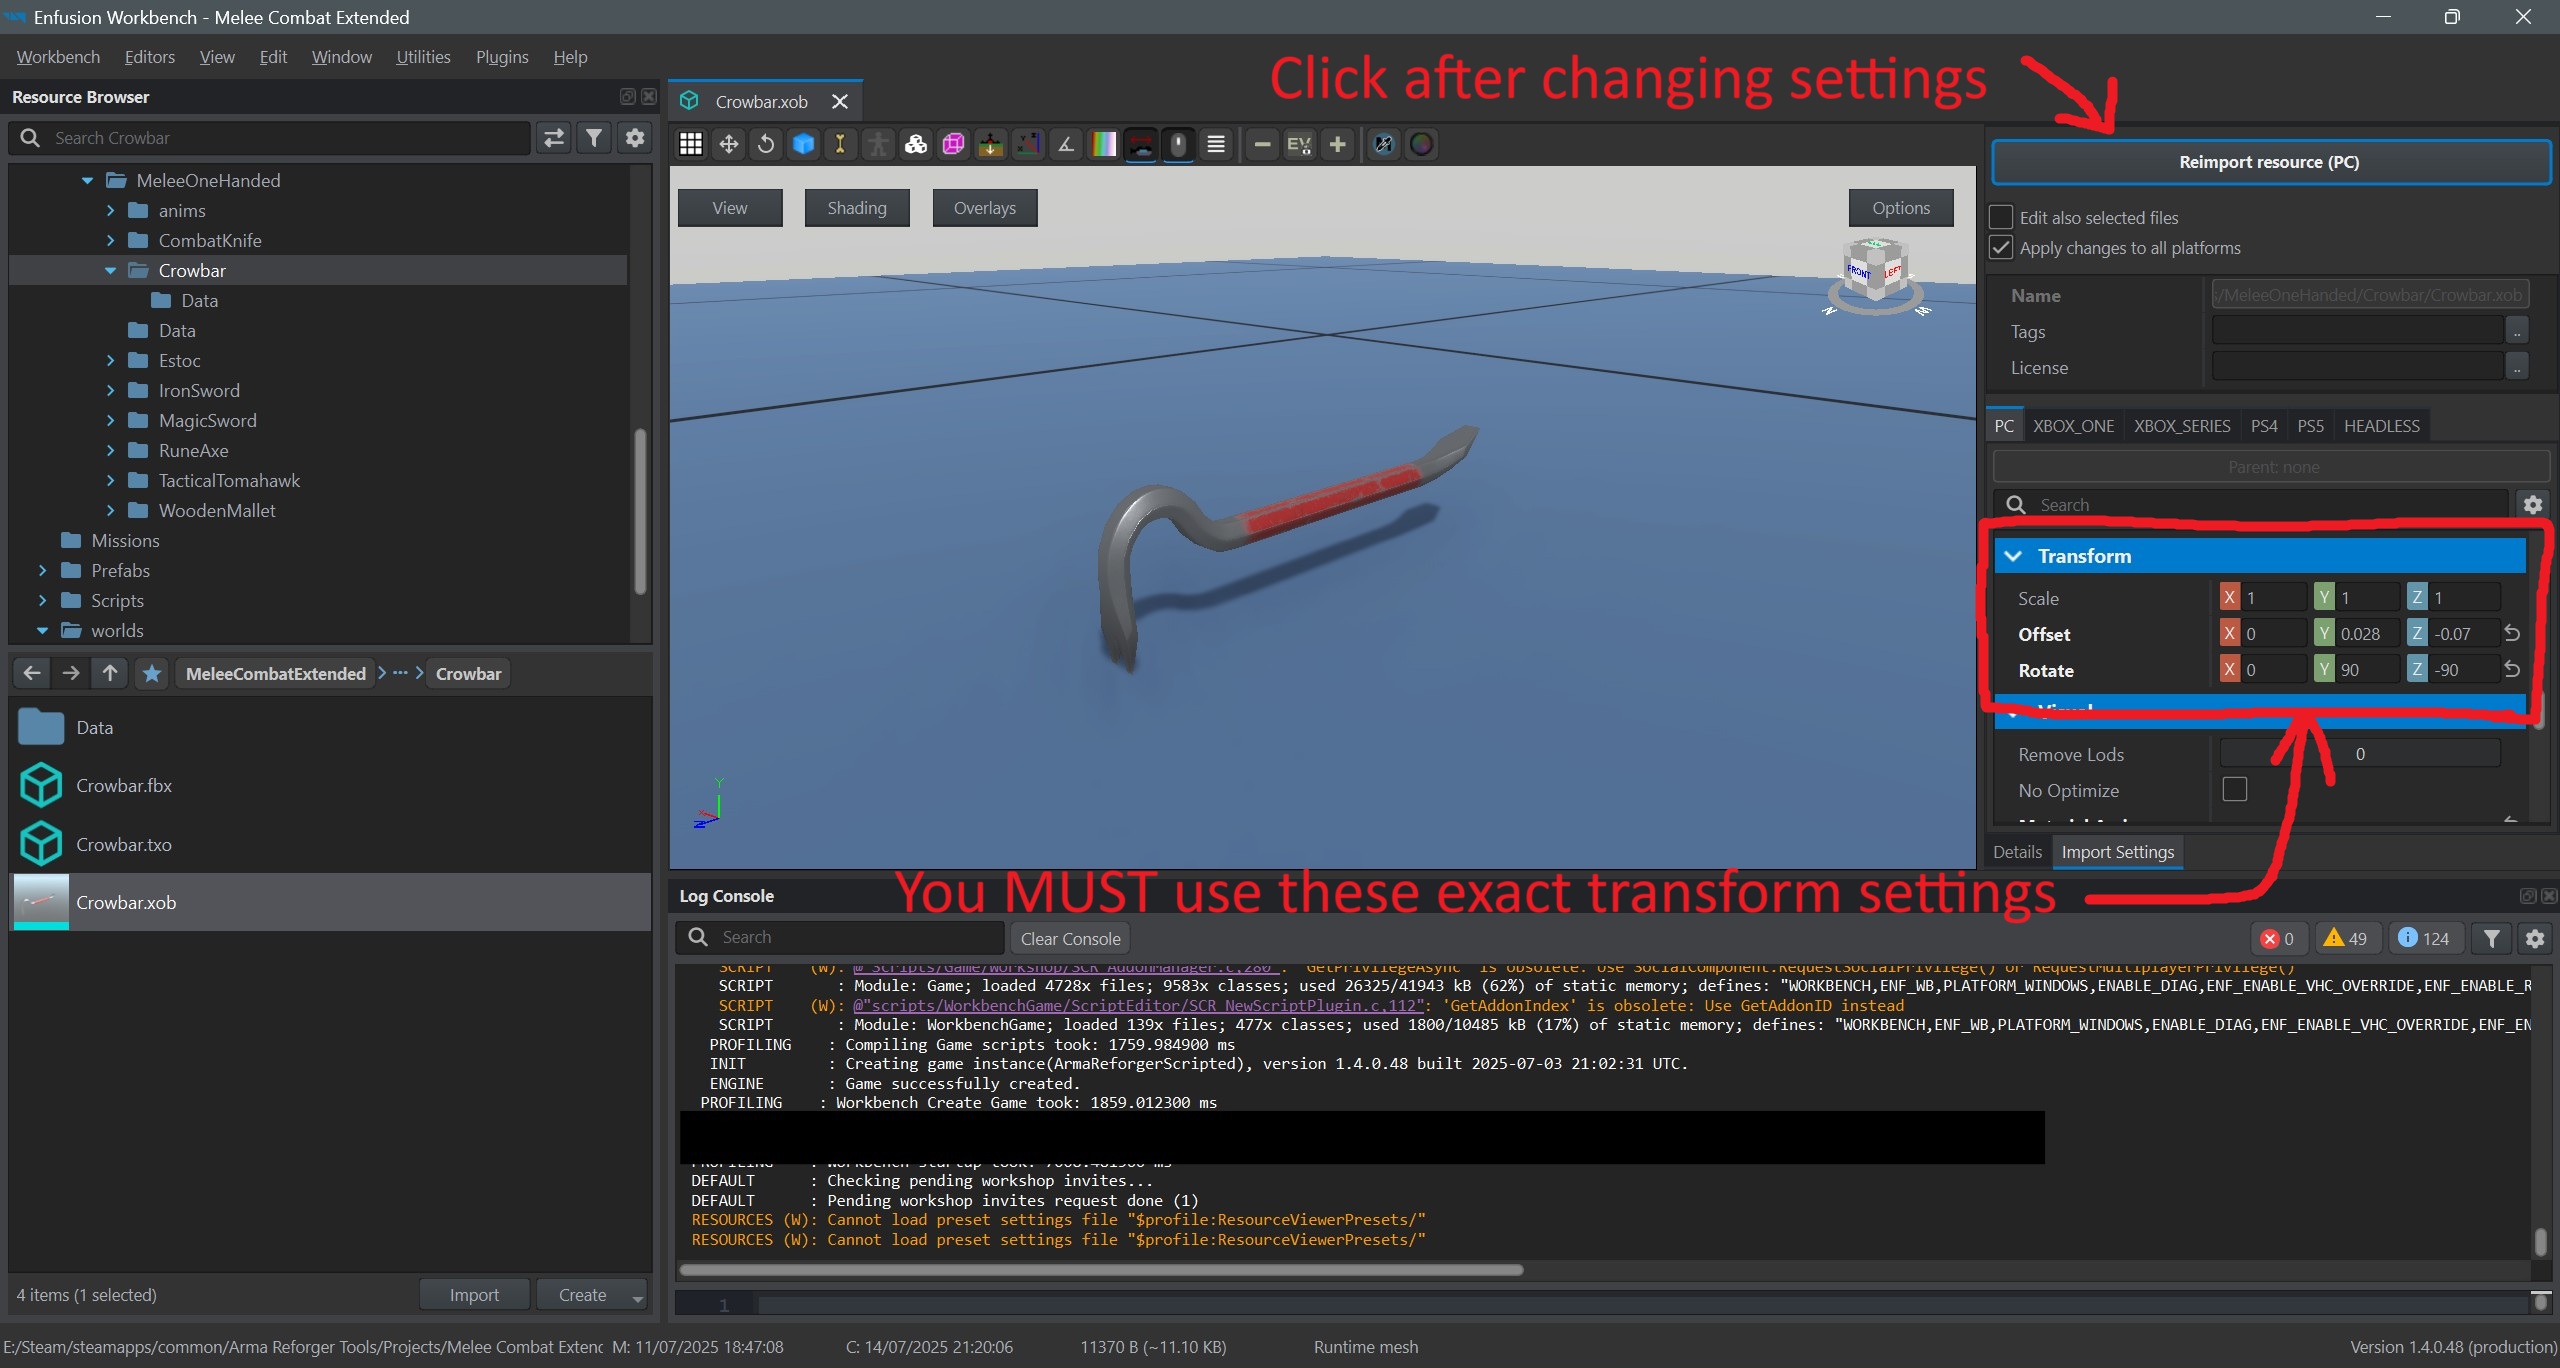 Enfusion Workbench - Melee Combat Extended
Workbench Editors View Edit Window Utilities Plugins Help
Click after changing settings
Resource Browser
Search Crowbar
MeleeOneHanded
anims
CombatKnife
Crowbar
Data
Data
Estoc
IronSword
MagicSword
RuneAxe
TacticalTomahawk
WoodenMallet
Missions
Prefabs
Scripts
worlds
MeleeCombatExtended > ... > Crowbar
Data
Crowbar.fbx
Crowbar.txo
Crowbar.xob
4 items (1 selected)
Import
Create
Crowbar.xob
EV
View
Shading
Overlays
Options
FRONT LEFT
N
Y
Z
Reimport resource (PC)
Edit also selected files
Apply changes to all platforms
Name /MeleeOneHanded/Crowbar/Crowbar.xob
Tags ..
License ..
PC XBOX_ONE XBOX_SERIES PS4 PS5 HEADLESS
Parent: none
Search
Transform
Scale X 1 Y 1 Z 1
Offset X 0 Y 0.028 Z -0.07
Rotate X 0 Y 90 Z -90
Visual
Remove Lods 0
No Optimize
Details Import Settings
You MUST use these exact transform settings
Log Console
Search
Clear Console
0 49 124
SCRIPT (W): @"Scripts/Game/Workshop/SCR_AddonManager.c,280": 'GetPrivilegeAsync' is obsolete: Use SocialComponent.RequestSocialPrivilege() or RequestMultiplayerPrivilege()
SCRIPT : Module: Game; loaded 4728x files; 9583x classes; used 26325/41943 kB (62%) of static memory; defines: "WORKBENCH,ENF_WB,PLATFORM_WINDOWS,ENABLE_DIAG,ENF_ENABLE_VHC_OVERRIDE,ENF_ENABLE_R
SCRIPT (W): @"scripts/WorkbenchGame/ScriptEditor/SCR_NewScriptPlugin.c,112": 'GetAddonIndex' is obsolete: Use GetAddonID instead
SCRIPT : Module: WorkbenchGame; loaded 139x files; 477x classes; used 1800/10485 kB (17%) of static memory; defines: "WORKBENCH,ENF_WB,PLATFORM_WINDOWS,ENABLE_DIAG,ENF_ENABLE_VHC_OVERRIDE,ENF_EN
PROFILING : Compiling Game scripts took: 1759.984900 ms
INIT : Creating game instance(ArmaReforgerScripted), version 1.4.0.48 built 2025-07-03 21:02:31 UTC.
ENGINE : Game successfully created.
PROFILING : Workbench Create Game took: 1859.012300 ms
DEFAULT : Checking pending workshop invites...
DEFAULT : Pending workshop invites request done (1)
RESOURCES (W): Cannot load preset settings file "$profile:ResourceViewerPresets/"
RESOURCES (W): Cannot load preset settings file "$profile:ResourceViewerPresets/"
1
E:/Steam/steamapps/common/Arma Reforger Tools/Projects/Melee Combat Extenc M: 11/07/2025 18:47:08 C: 14/07/2025 21:20:06 11370 B (~11.10 KB) Runtime mesh Version 1.4.0.48 (production)